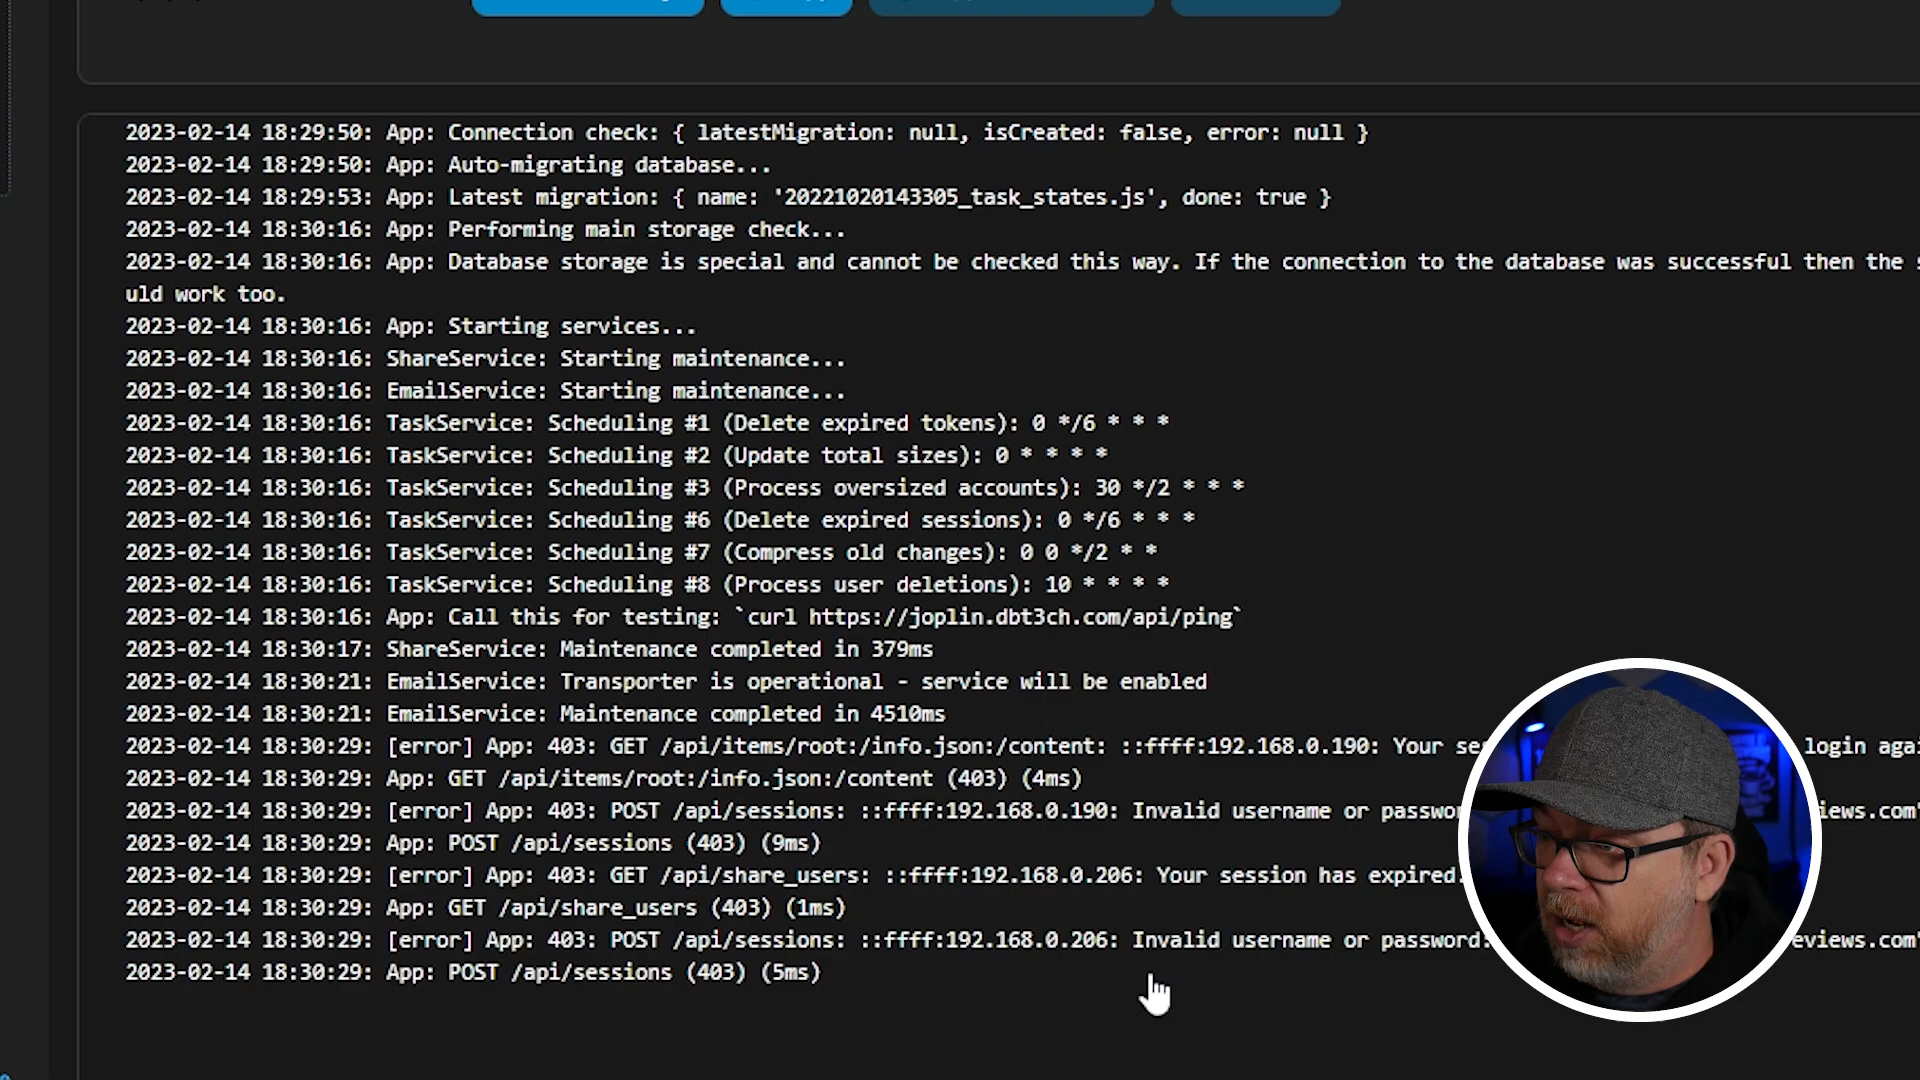 2023-02-14 18:29:50: App: Connection check: { latestMigration: null, isCreated: false, error: null }
2023-02-14 18:29:50: App: Auto-migrating database...
2023-02-14 18:29:53: App: Latest migration: { name: '20221020143305_task_states.js', done: true }
2023-02-14 18:30:16: App: Performing main storage check...
2023-02-14 18:30:16: App: Database storage is special and cannot be checked this way. If the connection to the database was successful then the
uld work too.
2023-02-14 18:30:16: App: Starting services...
2023-02-14 18:30:16: ShareService: Starting maintenance...
2023-02-14 18:30:16: EmailService: Starting maintenance...
2023-02-14 18:30:16: TaskService: Scheduling #1 (Delete expired tokens): 0 */6 * * *
2023-02-14 18:30:16: TaskService: Scheduling #2 (Update total sizes): 0 * * * *
2023-02-14 18:30:16: TaskService: Scheduling #3 (Process oversized accounts): 30 */2 * * *
2023-02-14 18:30:16: TaskService: Scheduling #6 (Delete expired sessions): 0 */6 * * *
2023-02-14 18:30:16: TaskService: Scheduling #7 (Compress old changes): 0 0 */2 * *
2023-02-14 18:30:16: TaskService: Scheduling #8 (Process user deletions): 10 * * * *
2023-02-14 18:30:16: App: Call this for testing: `curl https://joplin.dbt3ch.com/api/ping`
2023-02-14 18:30:17: ShareService: Maintenance completed in 379ms
2023-02-14 18:30:21: EmailService: Transporter is operational - service will be enabled
2023-02-14 18:30:21: EmailService: Maintenance completed in 4510ms
2023-02-14 18:30:29: [error] App: 403: GET /api/items/root:/info.json:/content: ::ffff:192.168.0.190: Your login
2023-02-14 18:30:29: App: GET /api/items/root:/info.json:/content (403) (4ms)
2023-02-14 18:30:29: [error] App: 403: POST /api/sessions: ::ffff:192.168.0.190: Invalid username or iews.com"
2023-02-14 18:30:29: App: POST /api/sessions (403) (9ms)
2023-02-14 18:30:29: [error] App: 403: GET /api/share_users: ::ffff:192.168.0.206: Your session has expired.
2023-02-14 18:30:29: App: GET /api/share_users (403) (1ms)
2023-02-14 18:30:29: [error] App: 403: POST /api/sessions: ::ffff:192.168.0.206: Invalid username or password: eviews.com"
2023-02-14 18:30:29: App: POST /api/sessions (403) (5ms)